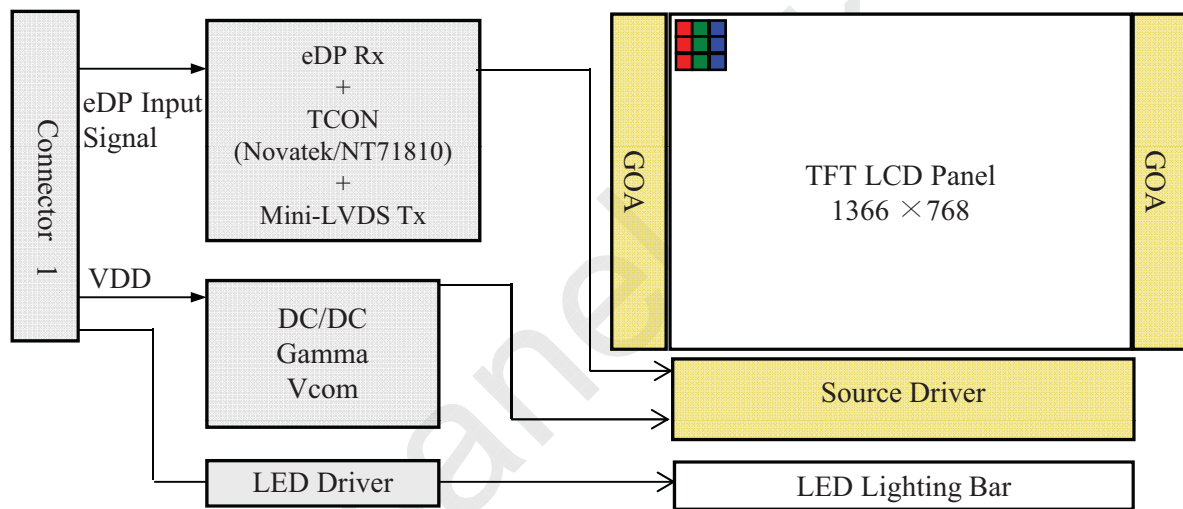 Connector 1
eDP Input
Signal
VDD
eDP Rx
+
TCON
(Novatek/NT71810)
+
Mini-LVDS Tx
DC/DC
Gamma
Vcom
LED Driver
GOA
TFT LCD Panel
1366 ×768
GOA
Source Driver
LED Lighting Bar